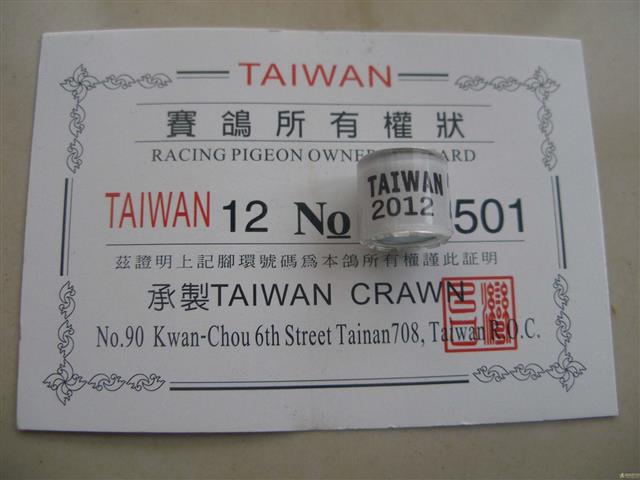 TAIWAN
賽鴿所有權狀
RACING PIGEON OWNER ARD
TAIWAN 12 No 501
TAIWAN
2012
茲證明上記腳環號碼為本鴿所有權謹此証明
承製TAIWAN CRAWN
No.90 Kwan-Chou 6th Street Tainan708, Taiwan R.O.C.